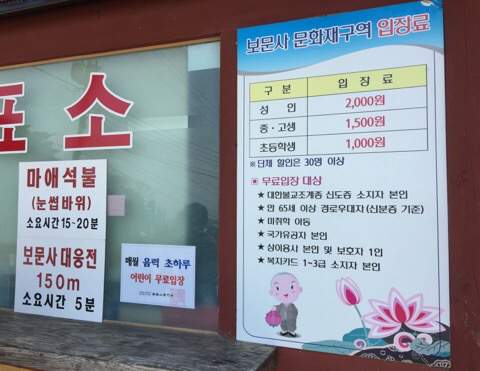 표 소
마애석불
(눈썹바위)
소요시간 15~20분
보문사 대웅전
150m
소요시간 5분
매월 음력 초하루
어린이 무료입장
보문사 문화재구역 입장료
구 분 입 장 료
성 인 2,000원
중·고생 1,500원
초등학생 1,000원
※단체 할인은 30명 이상
▣ 무료입장 대상
★대한불교조계종 신도증 소지자 본인
★만 65세 이상 경로우대자(신분증 기준)
★미취학 아동
★국가유공자 본인
★상이용사 본인 및 보호자 1인
★복지카드 1~3급 소지자 본인